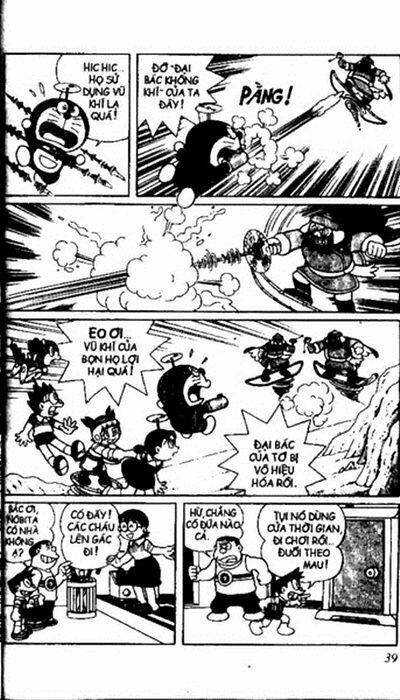 HIC HIC...
HỌ SỬ
DỤNG VŨ
KHÍ LẠ
QUÁ!
ĐỠ "ĐẠI
BÁC KHÔNG
KHÍ" CỦA TA
ĐÂY!
PẰNG!
EO ƠI...
VŨ KHÍ CỦA
BỌN HỌ LỢI
HẠI QUÁ!
ĐẠI BÁC
CỦA TỚ BỊ
VÔ HIỆU
HÓA RỒI.
BÁC ƠI,
NÔBITA
CÓ NHÀ
KHÔNG
Ạ?
CÓ ĐẤY!
CÁC CHÁU
LÊN GÁC
ĐI!
HỪ, CHẲNG
CÓ ĐỨA NÀO
CẢ.
TỤI NÓ DÙNG
CỬA THỜI GIAN,
ĐI CHƠI RỒI...
ĐUỔI THEO
MAU!
39